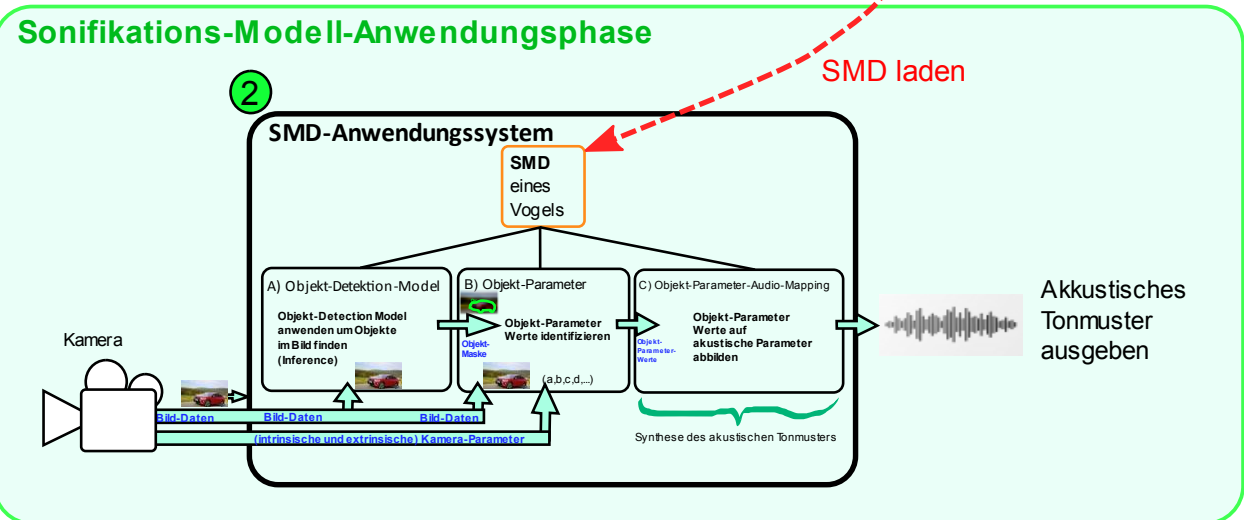 Sonifikations-Modell-Anwendungsphase
SMD laden
2
SMD-Anwendungssystem
SMD
eines
Vogels
A) Objekt-Detektion-Model
Objekt-Detection Model
anwenden um Objekte
im Bild finden
(Inference)
B) Objekt-Parameter
Objekt-Parameter
Werte identifizieren
Objekt-
Maske
(a,b,c,d,...)
C) Objekt-Parameter-Audio-Mapping
Objekt-Parameter
Werte auf
akustische Parameter
abbilden
Objekt-
Parameter-
Werte
Akkustisches
Tonmuster
ausgeben
Kamera
Bild-Daten
Bild-Daten
Bild-Daten
(intrinsische und extrinsische) Kamera-Parameter
Synthese des akustischen Tonmusters